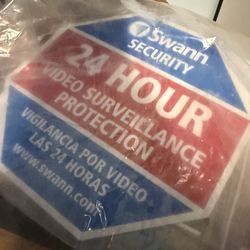 Swann
SECURITY
24 HOUR
VIDEO SURVEILLANCE
PROTECTION
VIGILANCIA POR VIDEO
LAS 24 HORAS
www.swann.com